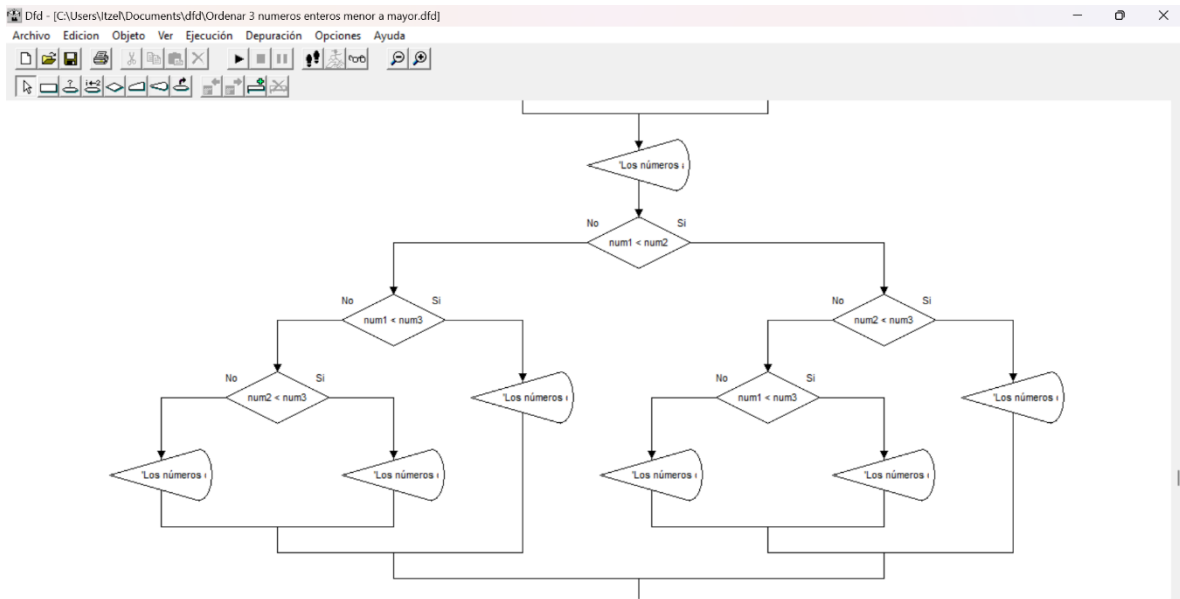 Dfd - [C:\Users\Itzel\Documents\dfd\Ordenar 3 numeros enteros menor a mayor.dfd]
Archivo Edicion Objeto Ver Ejecución Depuración Opciones Ayuda
'Los números
No Si
num1 < num2
No Si No Si
num1 < num3 num2 < num3
No Si No Si
num2 < num3 'Los números num1 < num3 'Los números
'Los números 'Los números 'Los números 'Los números